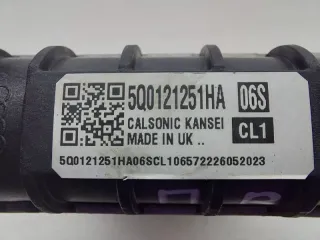 5Q0121251HA 06S
CALSONIC KANSEI CL1
MADE IN UK ..
5Q0121251HA06SCL106572226052023